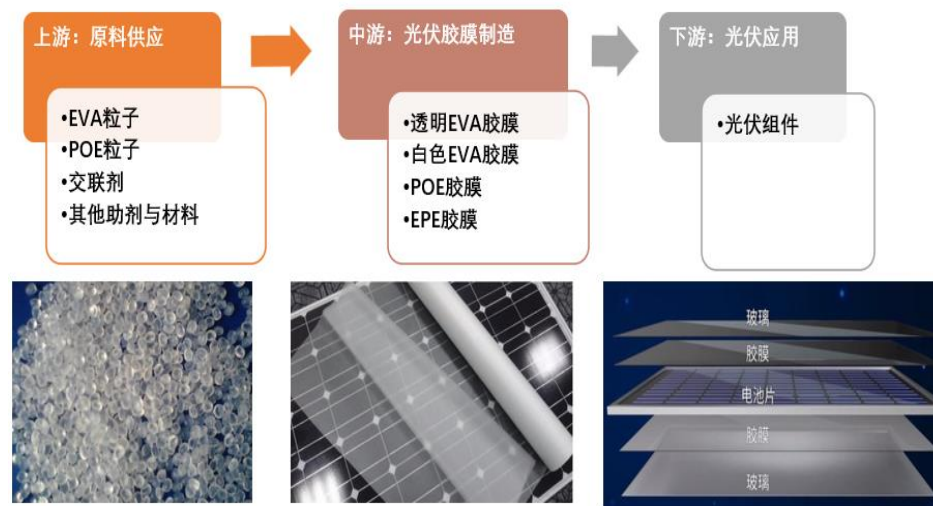 上游：原料供应
•EVA粒子
•POE粒子
•交联剂
•其他助剂与材料
中游：光伏胶膜制造
•透明EVA胶膜
•白色EVA胶膜
•POE胶膜
•EPE胶膜
下游：光伏应用
•光伏组件
玻璃
胶膜
电池片
胶膜
玻璃